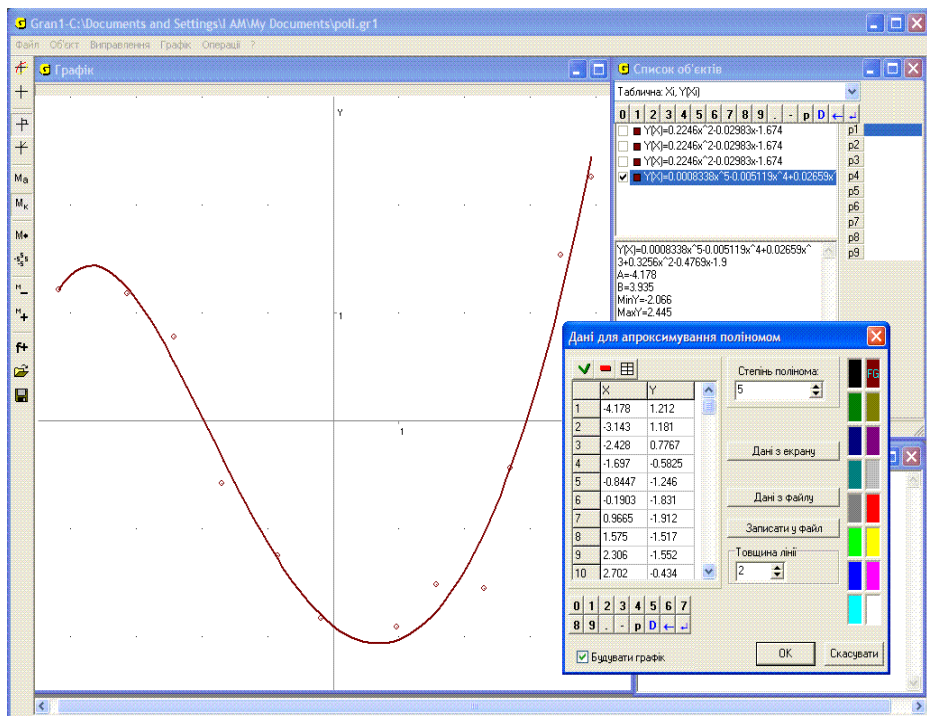 Gran1-C:\Documents and Settings\I AM\My Documents\poli.gr1
Файл Об'єкт Виправлення Графік Операції ?
Графік
Y
1
1
Ma
Mк
M
M
M
f+
Список об'єктів
Таблична: Xi, Y(Xi)
0 1 2 3 4 5 6 7 8 9 . - p D ← ↵
Y(X)=0.2246x^2-0.02983x-1.674
Y(X)=0.2246x^2-0.02983x-1.674
Y(X)=0.0008338x^5-0.005119x^4+0.02659x^
p1
p2
p3
p4
p5
p6
p7
p8
p9
Y(X)=0.0008338x^5-0.005119x^4+0.02659x^
3+0.3256x^2-0.4769x-1.9
A=-4.178
B=3.935
MinY=-2.066
MaxY=2.445
Дані для апроксимування поліномом
X Y
1 -4.178 1.212
2 -3.143 1.181
3 -2.428 0.7767
4 -1.697 -0.5825
5 -0.8447 -1.246
6 -0.1903 -1.831
7 0.9665 -1.912
8 1.575 -1.517
9 2.306 -1.552
10 2.702 -0.434
Степінь полінома:
5
Дані з екрану
Дані з файлу
Записати у файл
Товщина лінії
2
FG
0 1 2 3 4 5 6 7
8 9 . - p D ← ↵
Будувати графік
OK
Скасувати